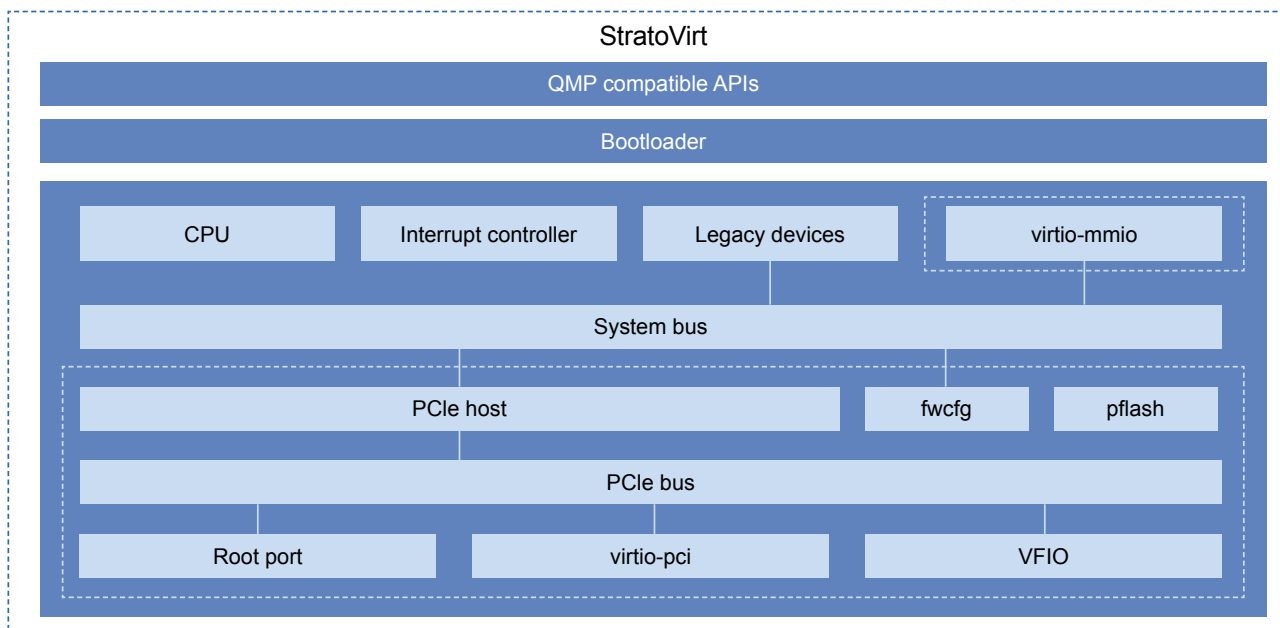 StratoVirt
QMP compatible APIs
Bootloader
CPU
Interrupt controller
Legacy devices
virtio-mmio
System bus
PCIe host
fwcfg
pflash
PCIe bus
Root port
virtio-pci
VFIO